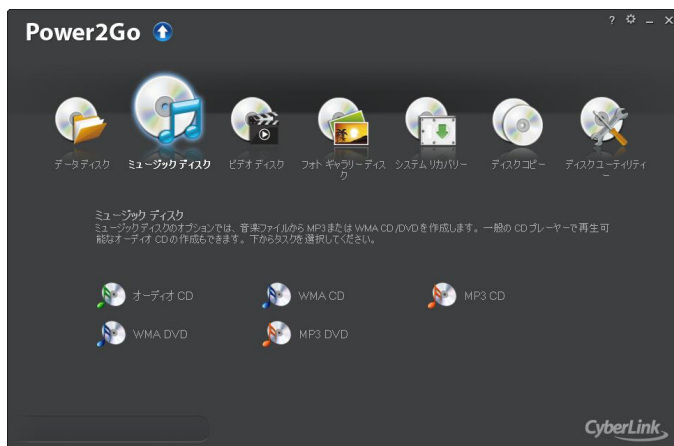 Power2Go
? _ ×
データディスク ミュージック ディスク ビデオ ディスク フォト ギャラリー ディス システム リカバリー ディスクコピー ディスクユーティリティ
ク ー
ミュージック ディスク
ミュージックディスクのオプションでは、音楽ファイルから MP3 または WMA CD/DVD を作成します。一般の CD プレーヤーで再生可
能なオーディオ CD の作成もできます。下からタスクを選択してください。
オーディオ CD WMA CD MP3 CD
WMA DVD MP3 DVD
CyberLink